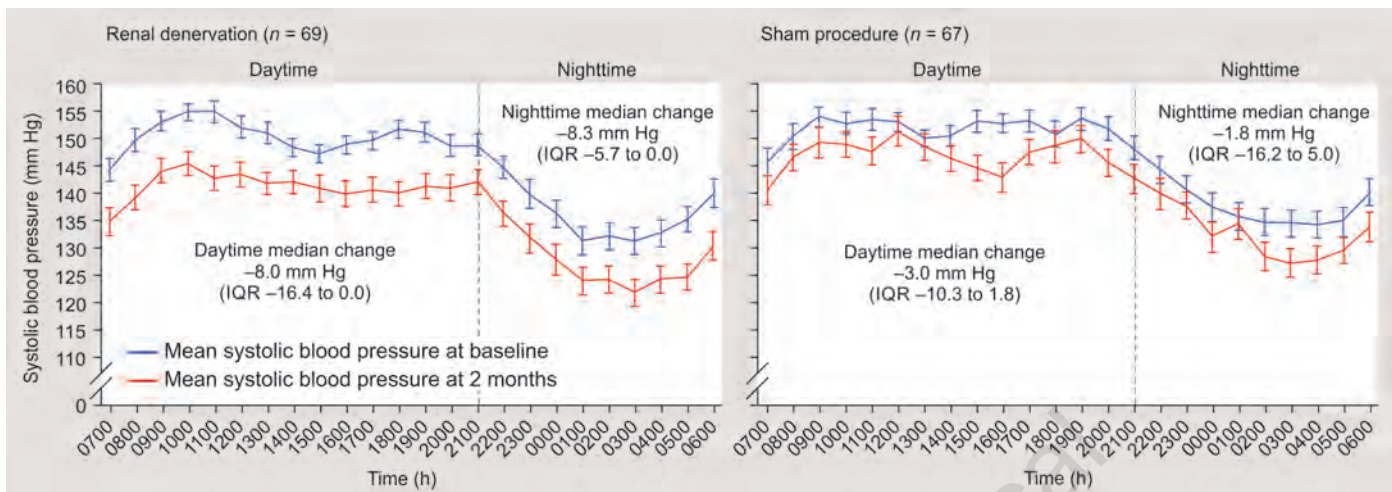 Renal denervation (n = 69)
Daytime
Nighttime
Systolic blood pressure (mm Hg)
160
155
150
145
140
135
130
125
120
115
110
0
Nighttime median change
–8.3 mm Hg
(IQR –5.7 to 0.0)
Daytime median change
–8.0 mm Hg
(IQR –16.4 to 0.0)
Mean systolic blood pressure at baseline
Mean systolic blood pressure at 2 months
0700
0800
0900
1000
1100
1200
1300
1400
1500
1600
1700
1800
1900
2000
2100
2200
2300
0000
0100
0200
0300
0400
0500
0600
Time (h)
Sham procedure (n = 67)
Daytime
Nighttime
Nighttime median change
–1.8 mm Hg
(IQR –16.2 to 5.0)
Daytime median change
–3.0 mm Hg
(IQR –10.3 to 1.8)
0700
0800
0900
1000
1100
1200
1300
1400
1500
1600
1700
1800
1900
2000
2100
2200
2300
0000
0100
0200
0300
0400
0500
0600
Time (h)